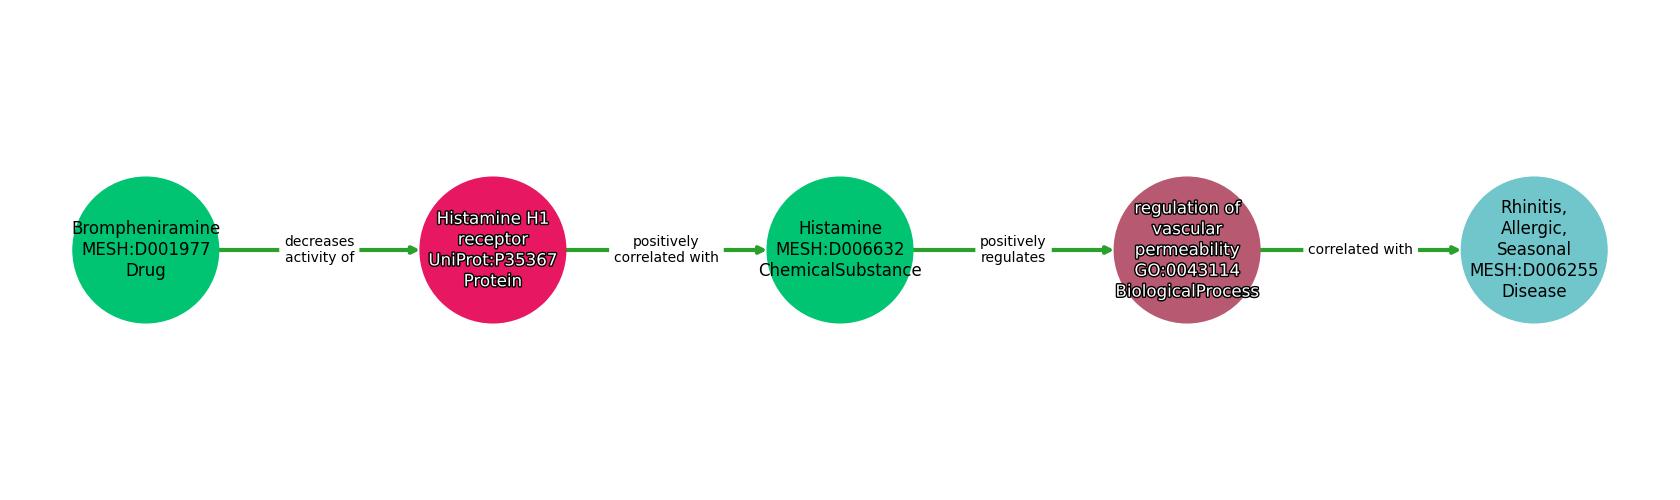 Brompheniramine
MESH:D001977
Drug
decreases
activity of
Histamine H1
receptor
UniProt:P35367
Protein
positively
correlated with
Histamine
MESH:D006632
ChemicalSubstance
positively
regulates
regulation of
vascular
permeability
GO:0043114
BiologicalProcess
correlated with
Rhinitis,
Allergic,
Seasonal
MESH:D006255
Disease